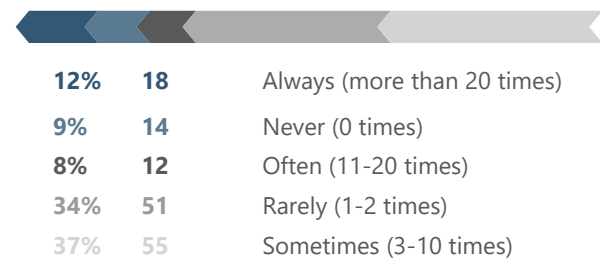 12% 18 Always (more than 20 times)
9% 14 Never (0 times)
8% 12 Often (11-20 times)
34% 51 Rarely (1-2 times)
37% 55 Sometimes (3-10 times)